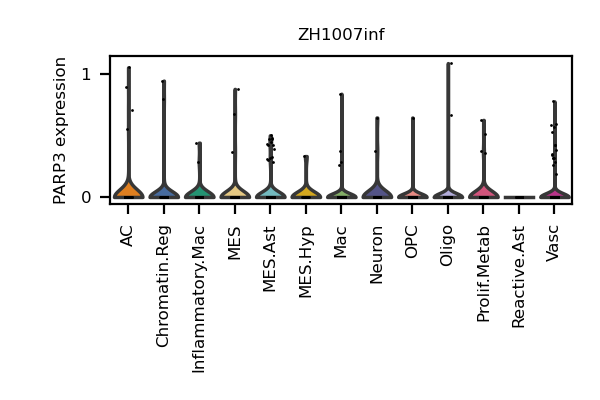 ZH1007inf
PARP3 expression
1
0
AC
Chromatin.Reg
Inflammatory.Mac
MES
MES.Ast
MES.Hyp
Mac
Neuron
OPC
Oligo
Prolif.Metab
Reactive.Ast
Vasc